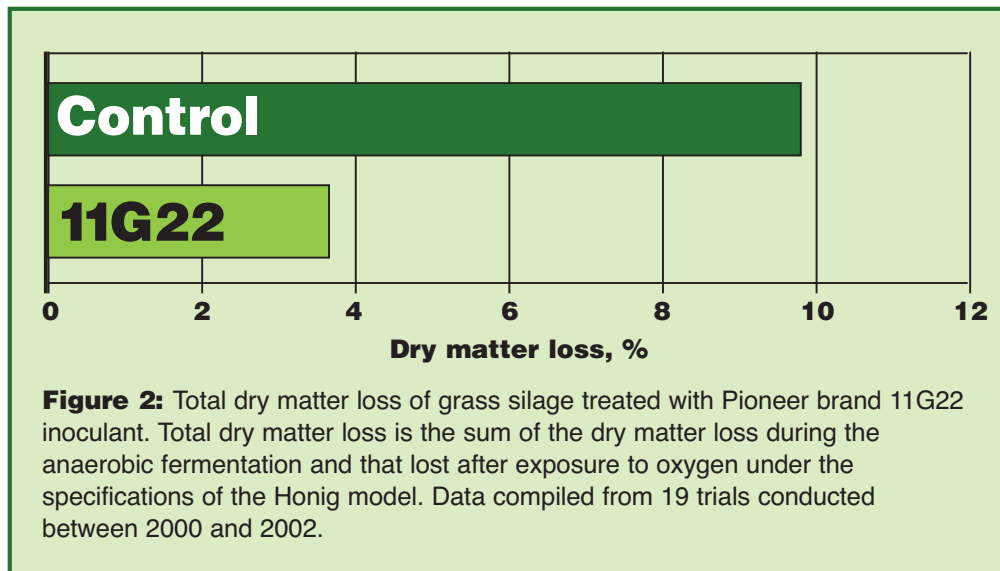 Control
11G22
0 2 4 6 8 10 12
Dry matter loss, %
Figure 2: Total dry matter loss of grass silage treated with Pioneer brand 11G22
inoculant. Total dry matter loss is the sum of the dry matter loss during the
anaerobic fermentation and that lost after exposure to oxygen under the
specifications of the Honig model. Data compiled from 19 trials conducted
between 2000 and 2002.